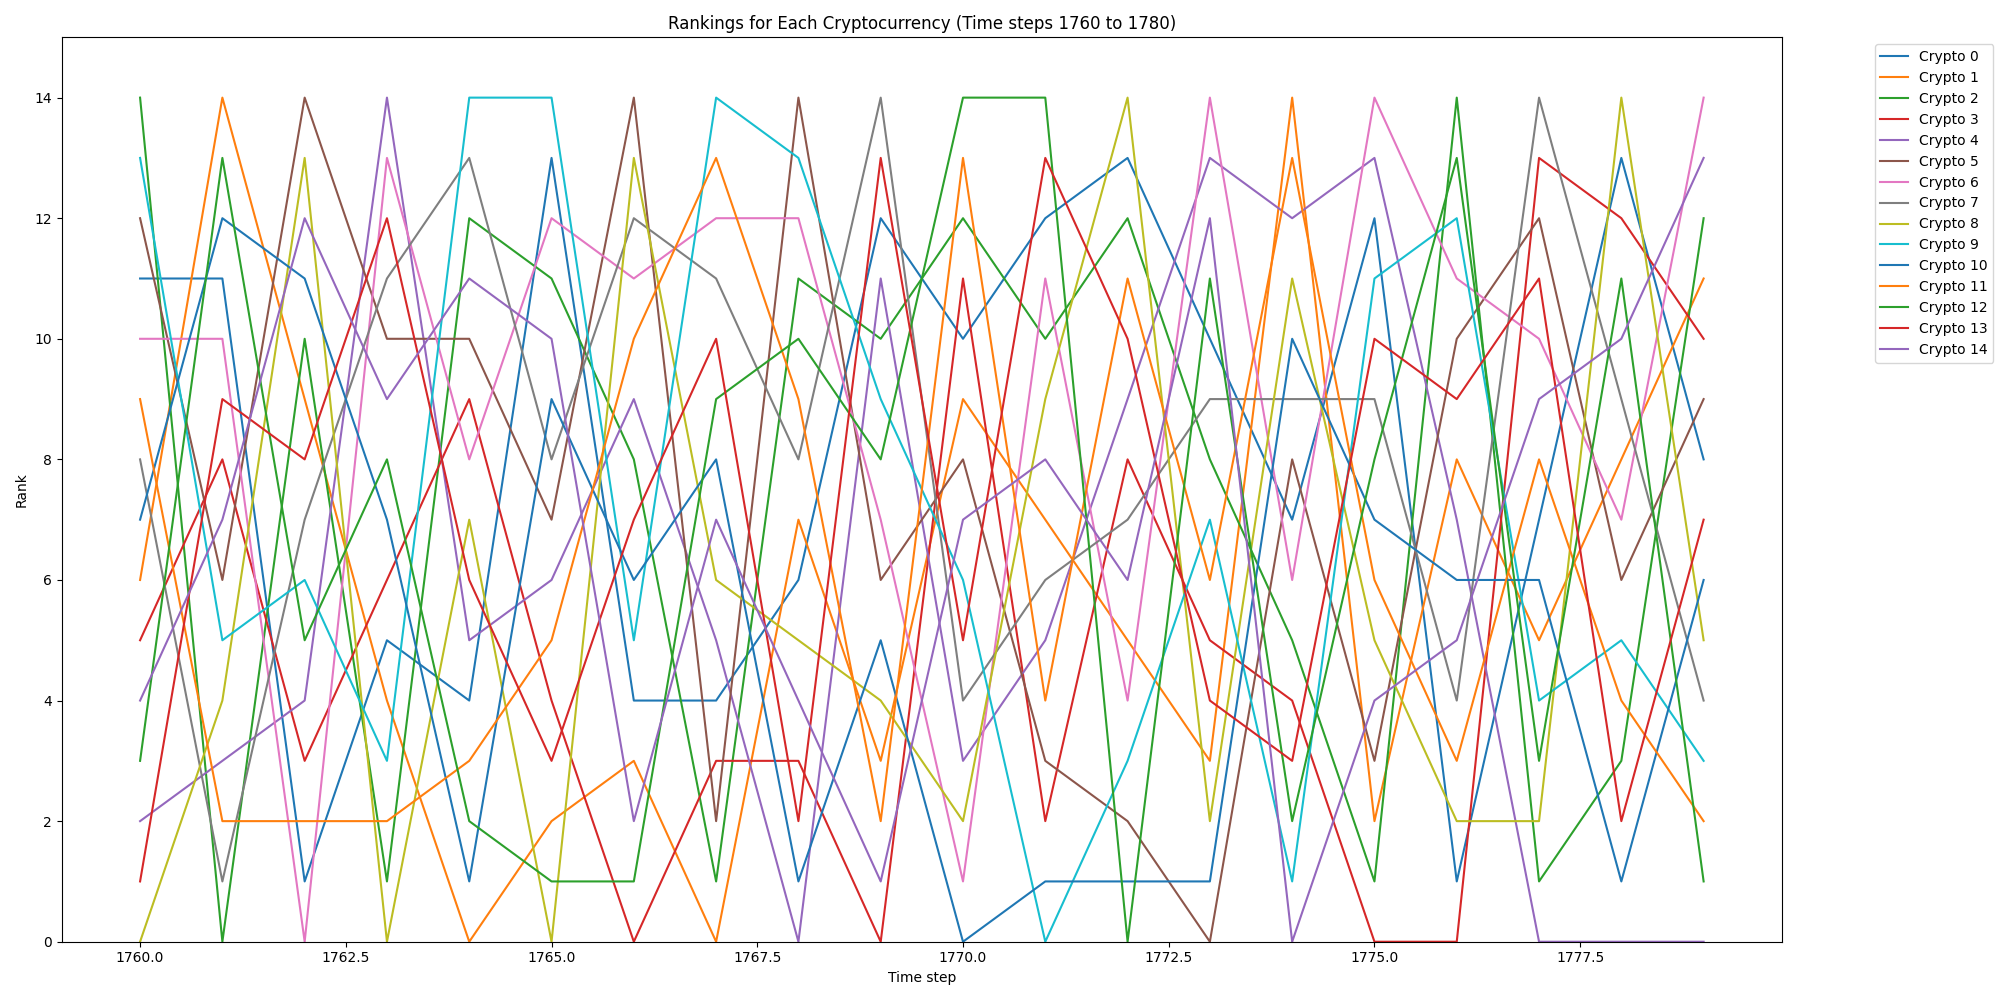 Rankings for Each Cryptocurrency (Time steps 1760 to 1780)
Rank
14
12
10
8
6
4
2
0
1760.0 1762.5 1765.0 1767.5 1770.0 1772.5 1775.0 1777.5
Time step
Crypto 0
Crypto 1
Crypto 2
Crypto 3
Crypto 4
Crypto 5
Crypto 6
Crypto 7
Crypto 8
Crypto 9
Crypto 10
Crypto 11
Crypto 12
Crypto 13
Crypto 14